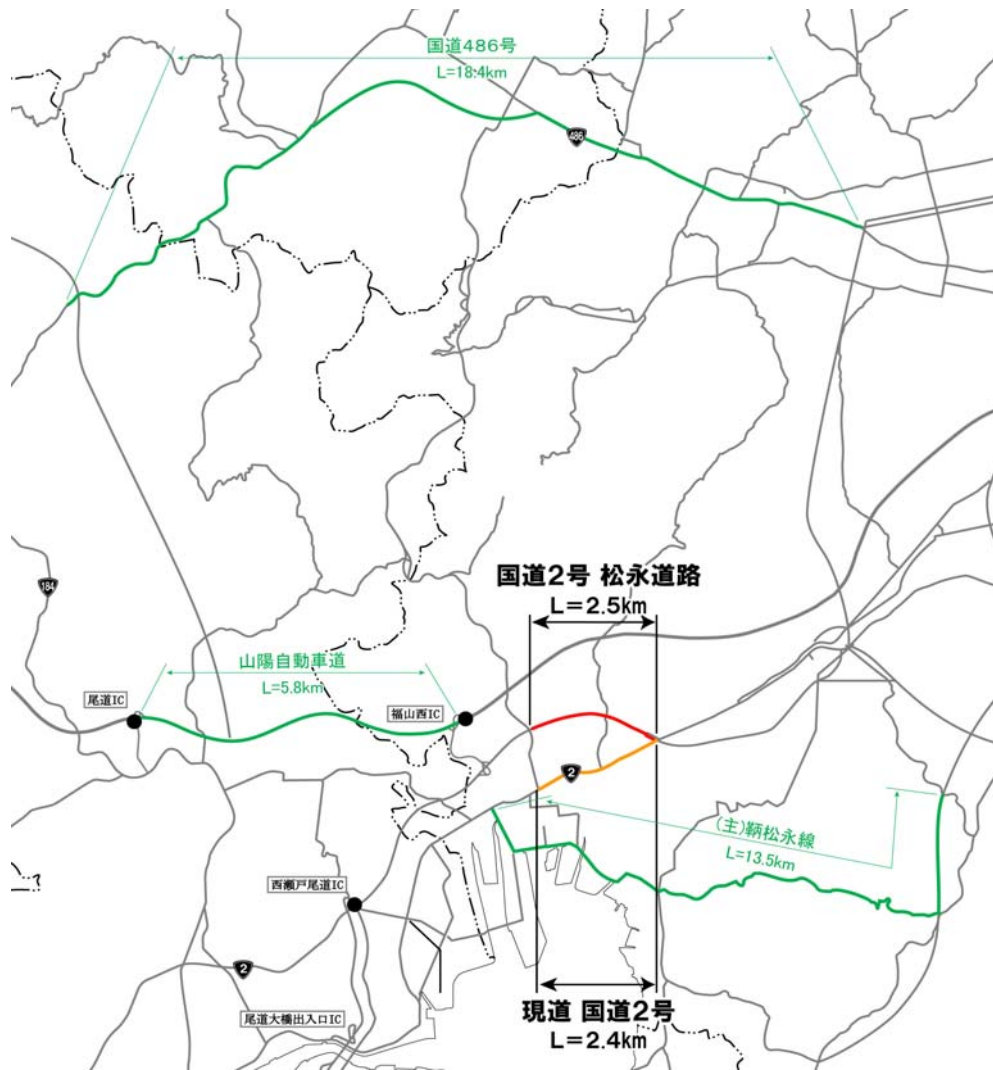 国道486号
L=18.4km
486
国道2号 松永道路
L=2.5km
184
山陽自動車道
L=5.8km
尾道IC
福山西IC
2
(主)鞆松永線
L=13.5km
西瀬戸尾道IC
2
現道 国道2号
L=2.4km
尾道大橋出入口IC